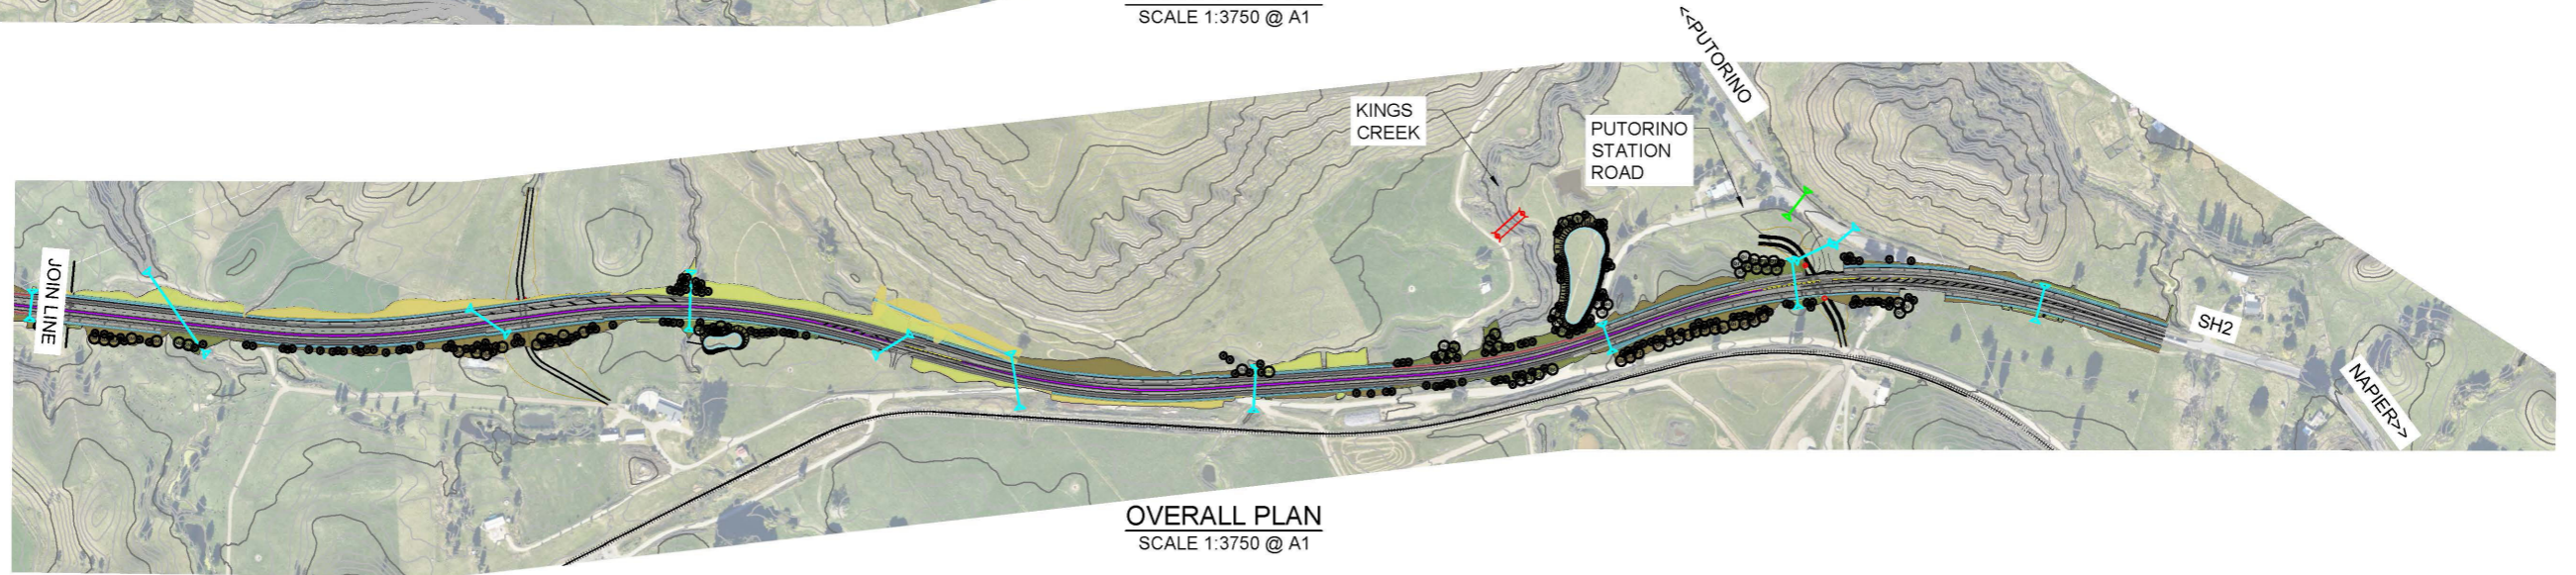 SCALE 1:3750 @ A1
<<PUTORINO
KINGS
CREEK
PUTORINO
STATION
ROAD
JOIN LINE
SH2
NAPIER>>
OVERALL PLAN
SCALE 1:3750 @ A1